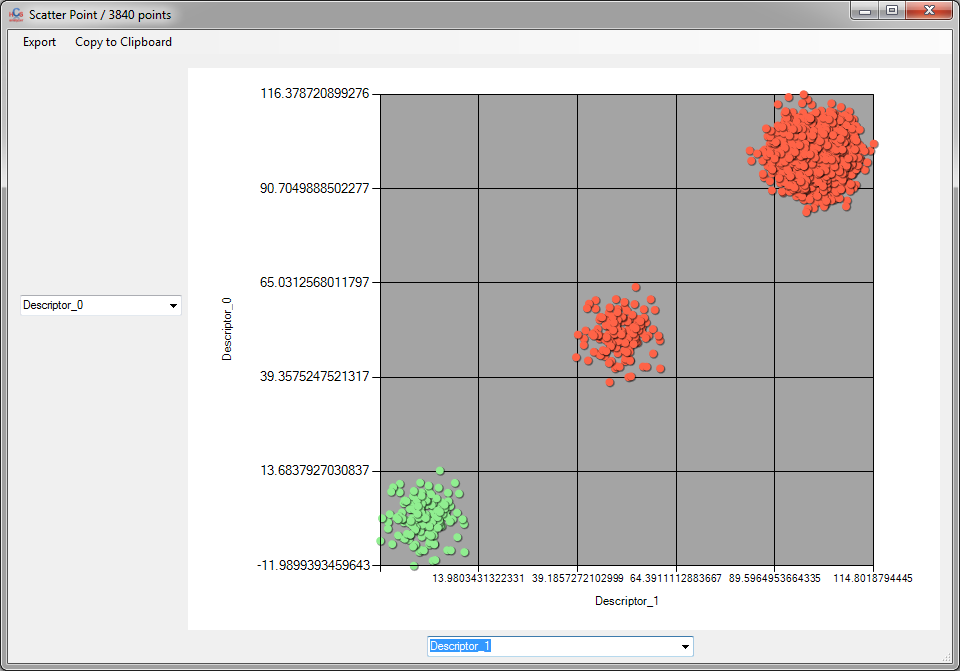 Scatter Point / 3840 points
Export Copy to Clipboard
116.378720899276
90.7049888502277
65.0312568011797
Descriptor_0
Descriptor_0
39.3575247521317
13.6837927030837
-11.9899393459643
13.9803431322331 39.1857272102999 64.3911112883667 89.5964953664335 114.8018794445
Descriptor_1
Descriptor_1